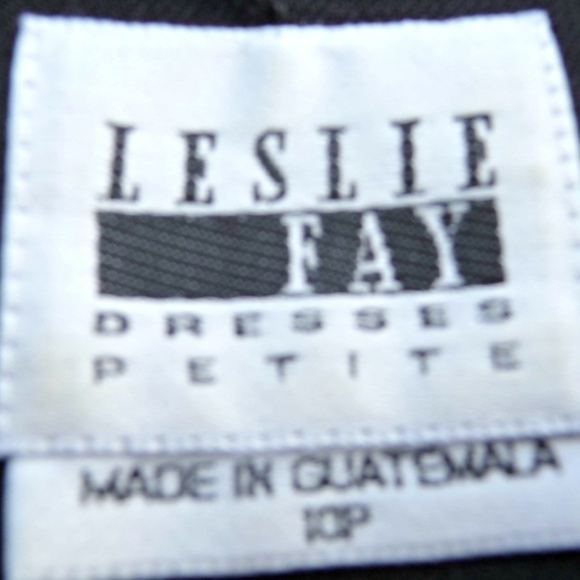 LESLIE
FAY
DRESSES
PETITE
MADE IN GUATEMALA
10P